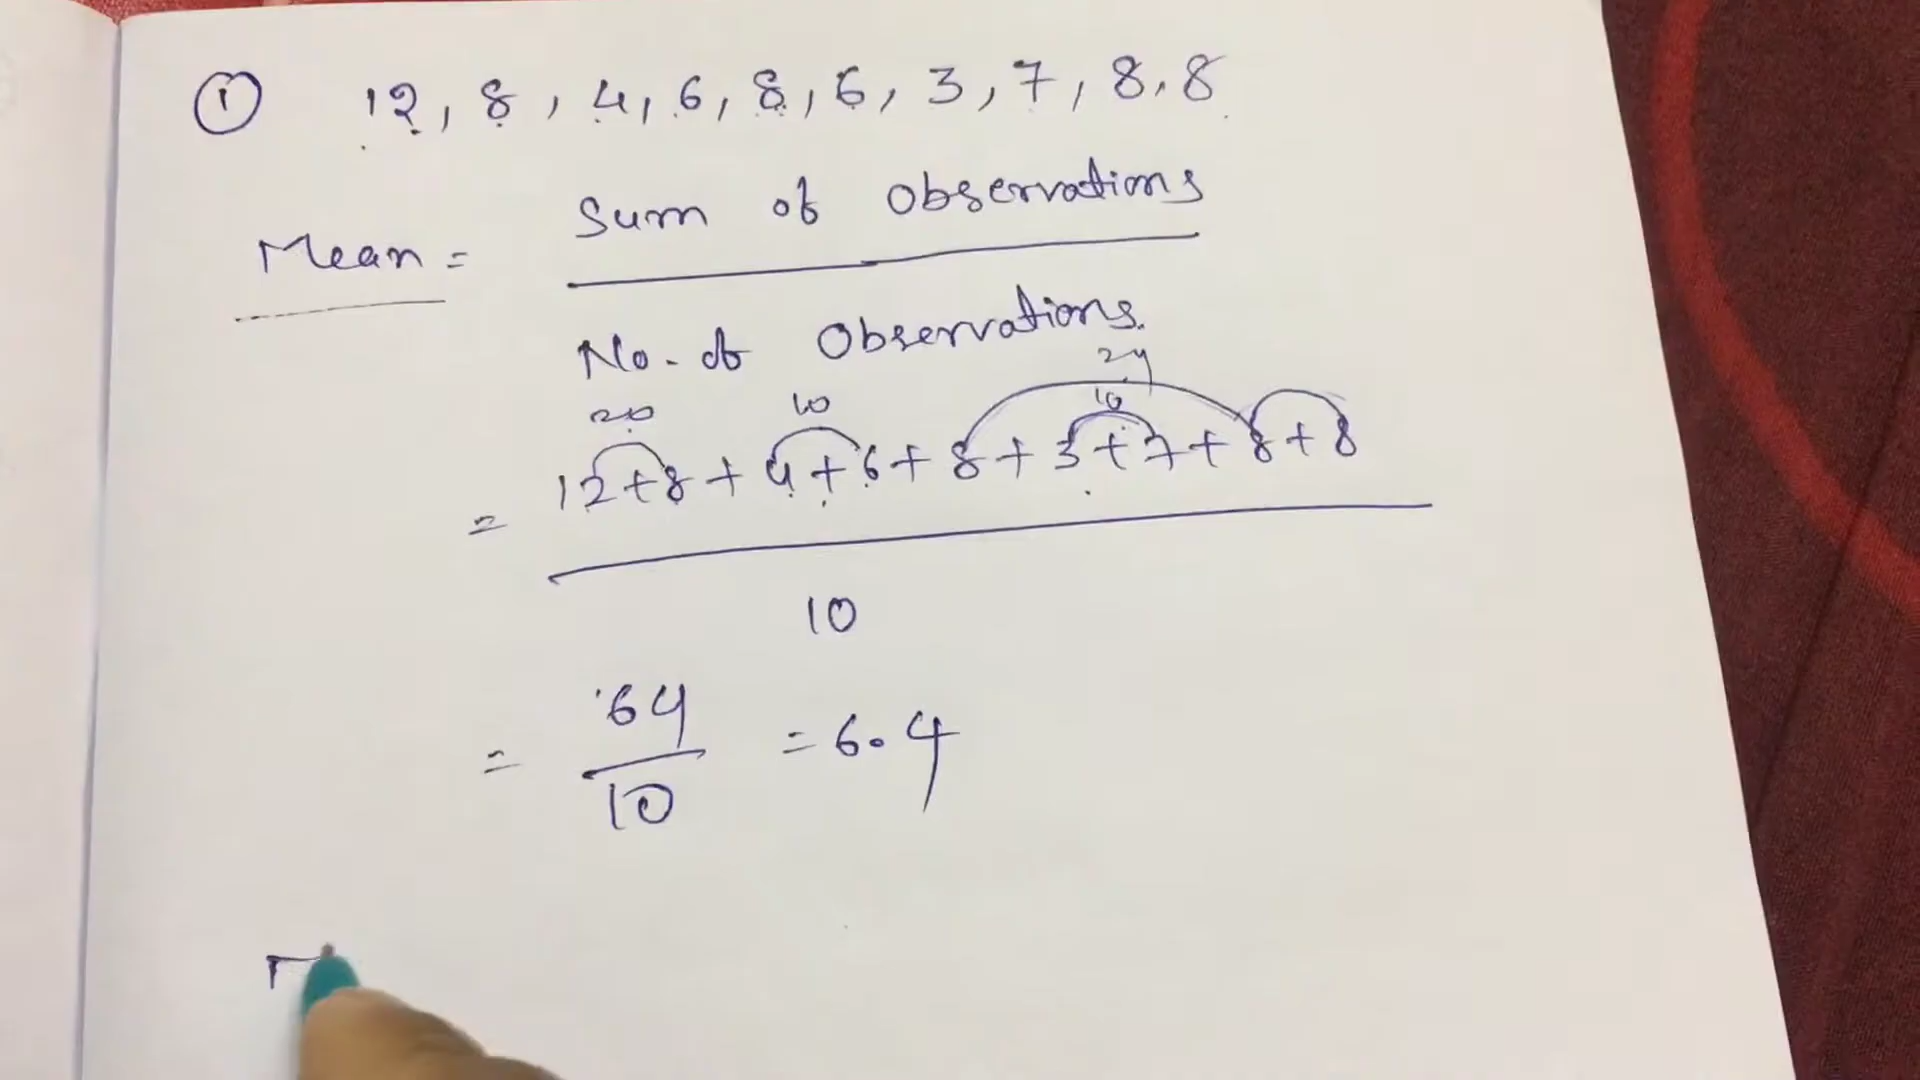 ① 12, 8, 4, 6, 8, 6, 3, 7, 8, 8
Mean = Sum of Observations
No. of Observations.
20 10 10 24
= 12+8+4+6+8+3+7+8+8
10
= 64
10
= 6.4